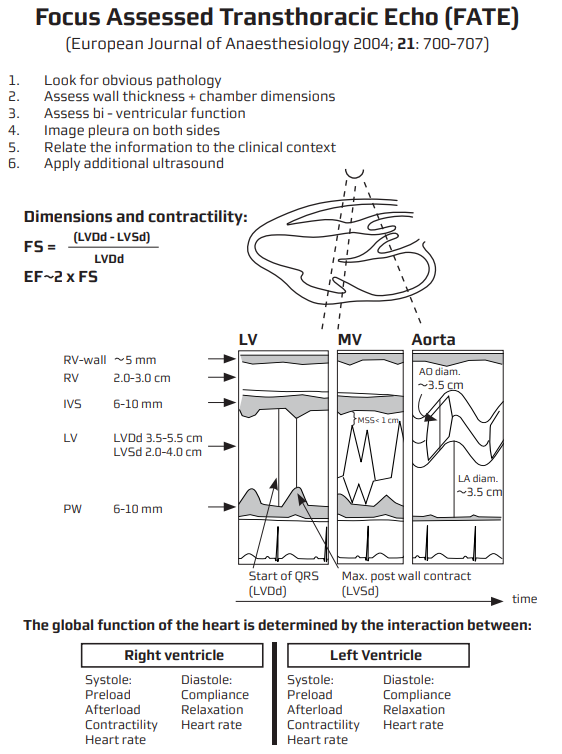 Focus Assessed Transthoracic Echo (FATE)
(European Journal of Anaesthesiology 2004; 21: 700-707)
1. Look for obvious pathology
2. Assess wall thickness + chamber dimensions
3. Assess bi - ventricular function
4. Image pleura on both sides
5. Relate the information to the clinical context
6. Apply additional ultrasound
Dimensions and contractility:
FS = (LVDd - LVSd)
LVDd
EF~2 x FS
LV MV Aorta
RV-wall ~5 mm
RV 2.0-3.0 cm
IVS 6-10 mm
LV LVDd 3.5-5.5 cm
LVSd 2.0-4.0 cm
PW 6-10 mm
MSS< 1 cm
AO diam.
~3.5 cm
LA diam.
~3.5 cm
Start of QRS
(LVDd)
Max. post wall contract
(LVSd)
time
The global function of the heart is determined by the interaction between:
Right ventricle
Systole: Diastole:
Preload Compliance
Afterload Relaxation
Contractility Heart rate
Heart rate
Left Ventricle
Systole: Diastole:
Preload Compliance
Afterload Relaxation
Contractility Heart rate
Heart rate